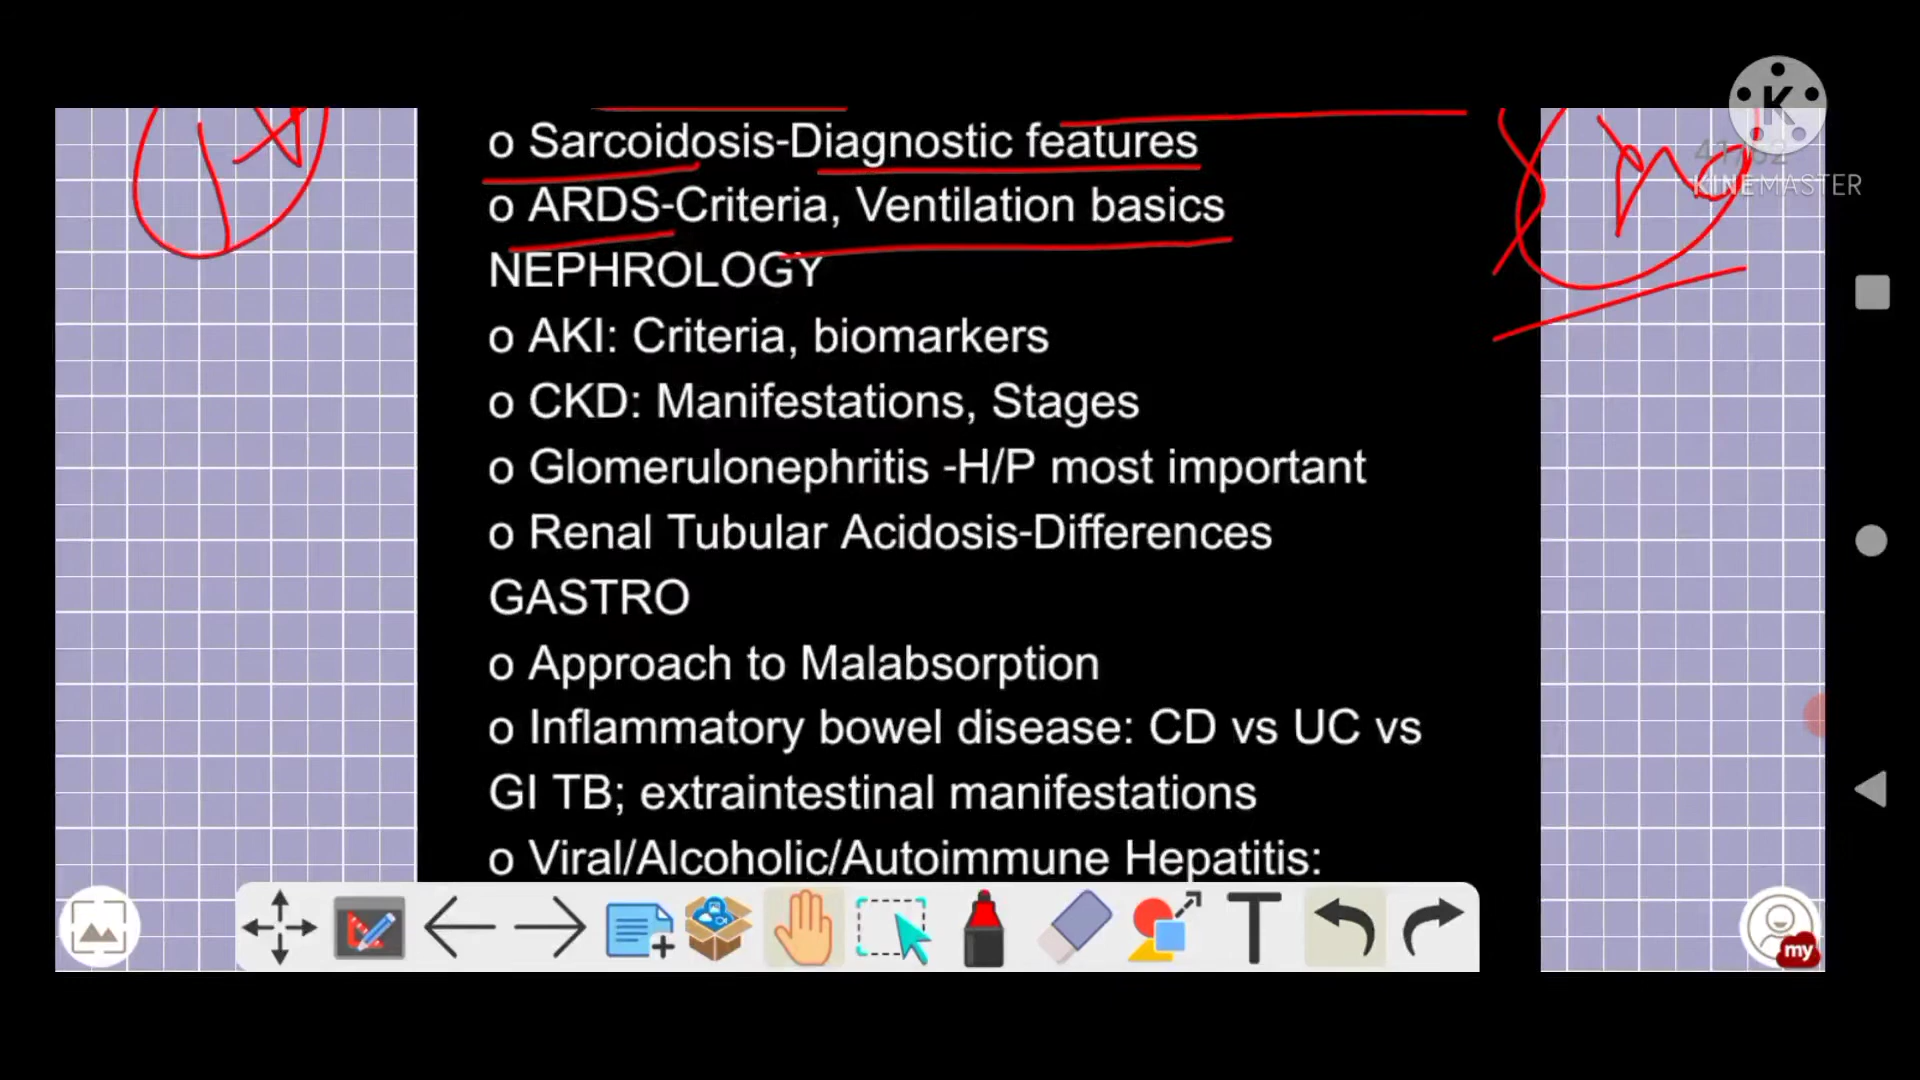 o Sarcoidosis-Diagnostic features
o ARDS-Criteria, Ventilation basics
NEPHROLOGY
o AKI: Criteria, biomarkers
o CKD: Manifestations, Stages
o Glomerulonephritis -H/P most important
o Renal Tubular Acidosis-Differences
GASTRO
o Approach to Malabsorption
o Inflammatory bowel disease: CD vs UC vs
GI TB; extraintestinal manifestations
o Viral/Alcoholic/Autoimmune Hepatitis:
K
KINEMASTER
T
my